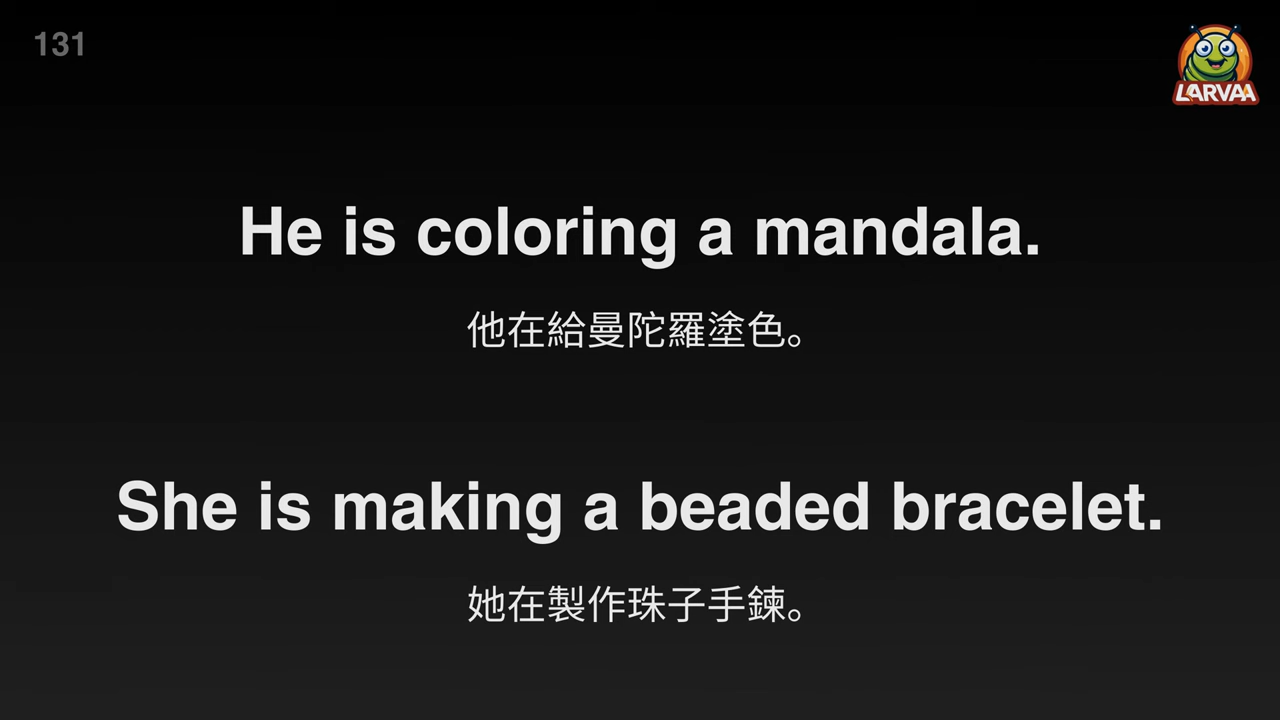 131
LARVAA
He is coloring a mandala.
他在給曼陀羅塗色。
She is making a beaded bracelet.
她在製作珠子手鍊。